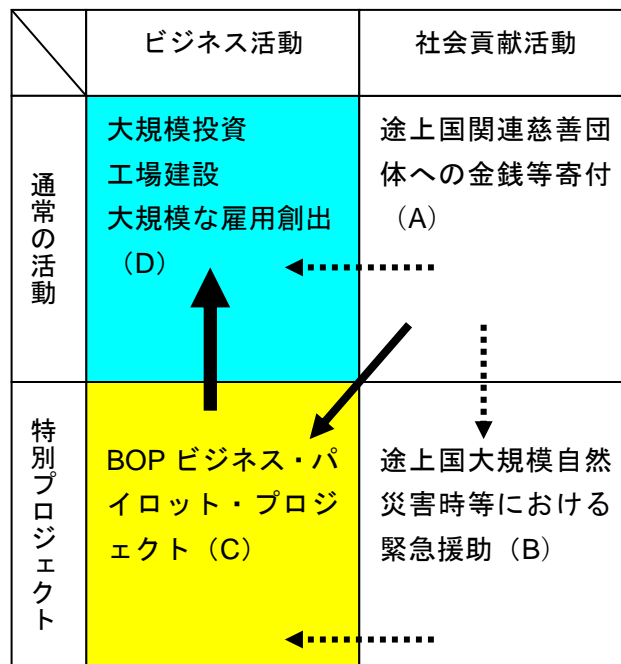 ビジネス活動
社会貢献活動
通常の活動
大規模投資
工場建設
大規模な雇用創出
（D）
途上国関連慈善団
体への金銭等寄付
（A）
特別プロジェクト
BOP ビジネス・パ
イロット・プロジ
ェクト（C）
途上国大規模自然
災害時等における
緊急援助（B）